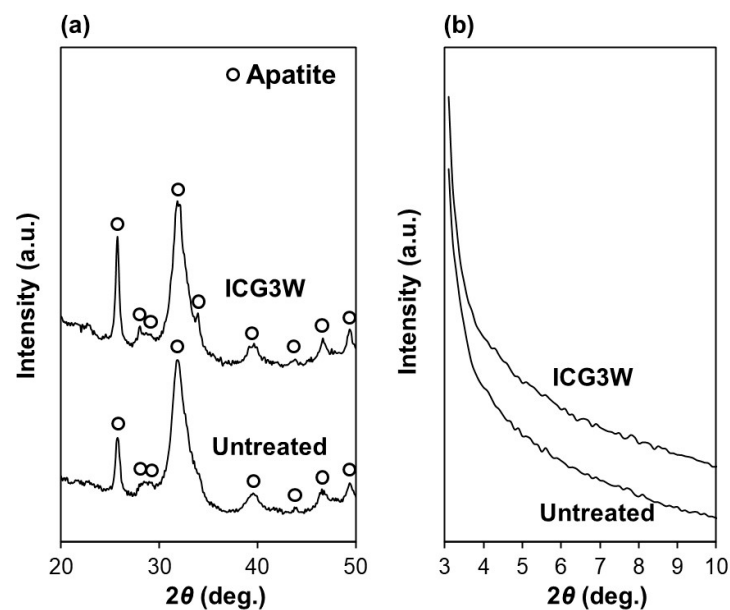 (a)
(b)
Apatite
ICG3W
Untreated
Intensity (a.u.)
20 30 40 50
2θ (deg.)
ICG3W
Untreated
Intensity (a.u.)
3 4 5 6 7 8 9 10
2θ (deg.)